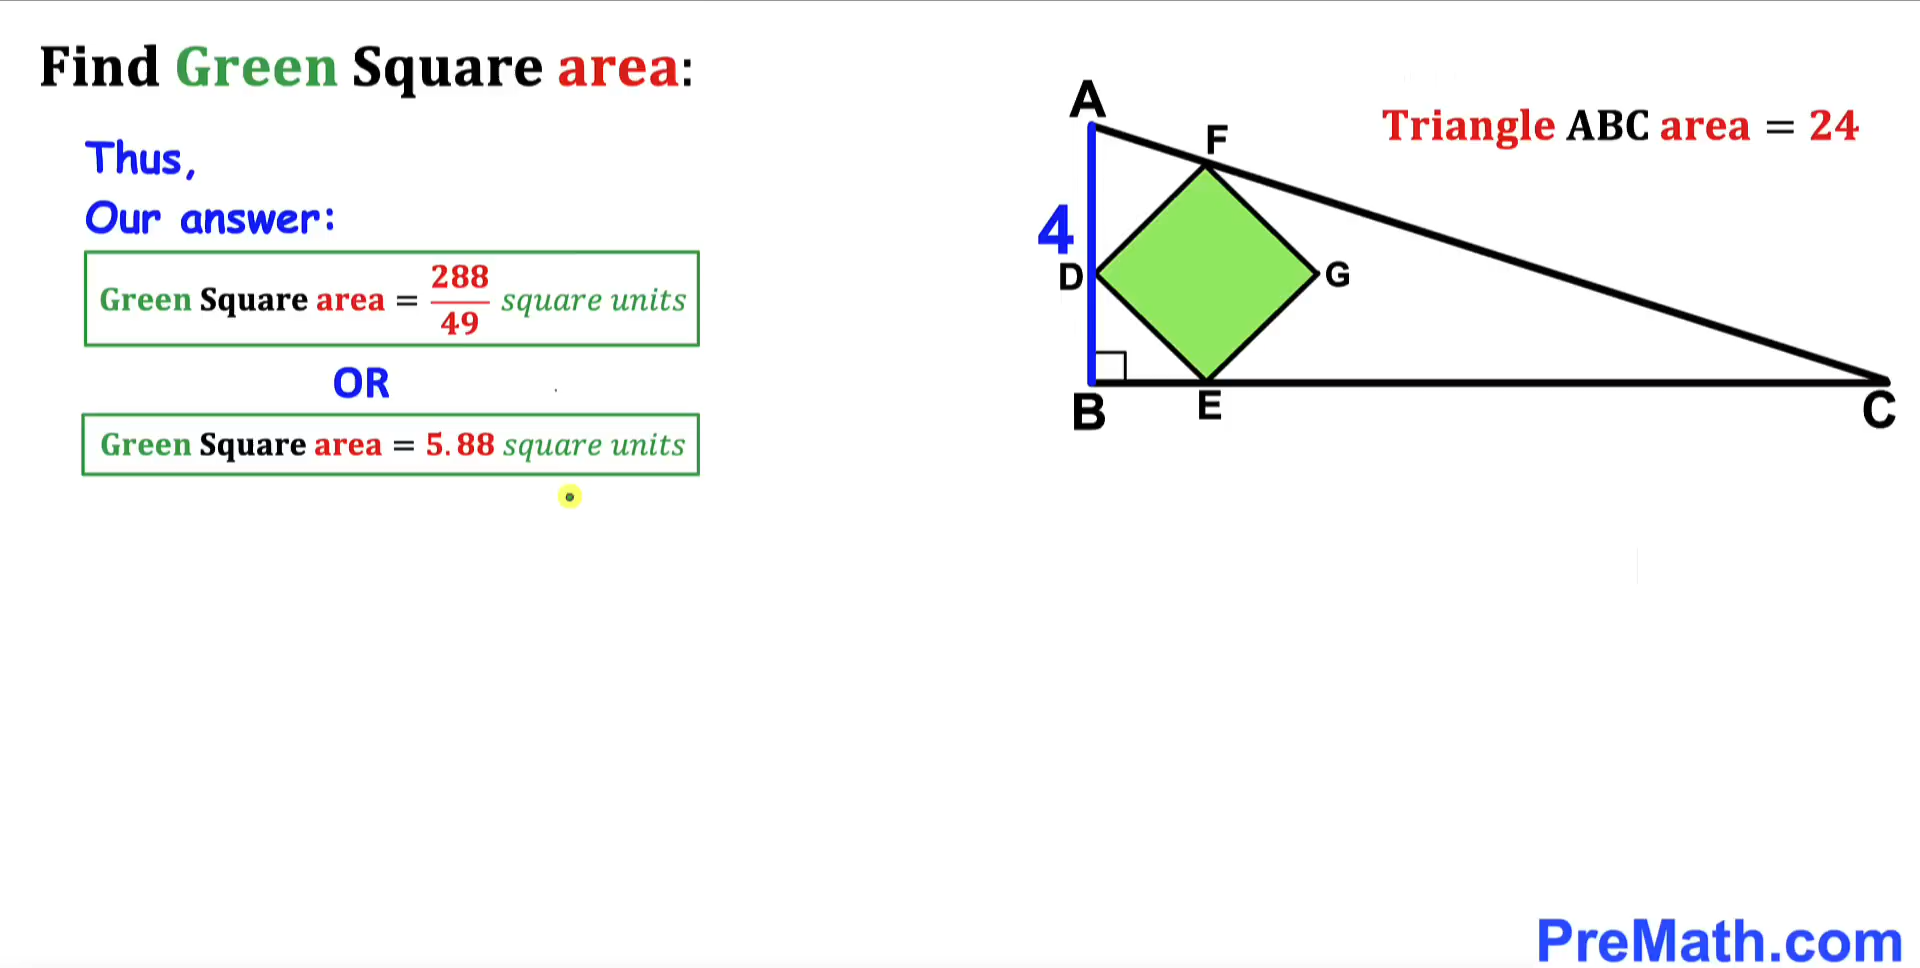 Find Green Square area:
Thus,
Our answer:
Green Square area = 288/49 square units
OR
Green Square area = 5.88 square units
A
F
Triangle ABC area = 24
4
D
G
B
E
C
PreMath.com